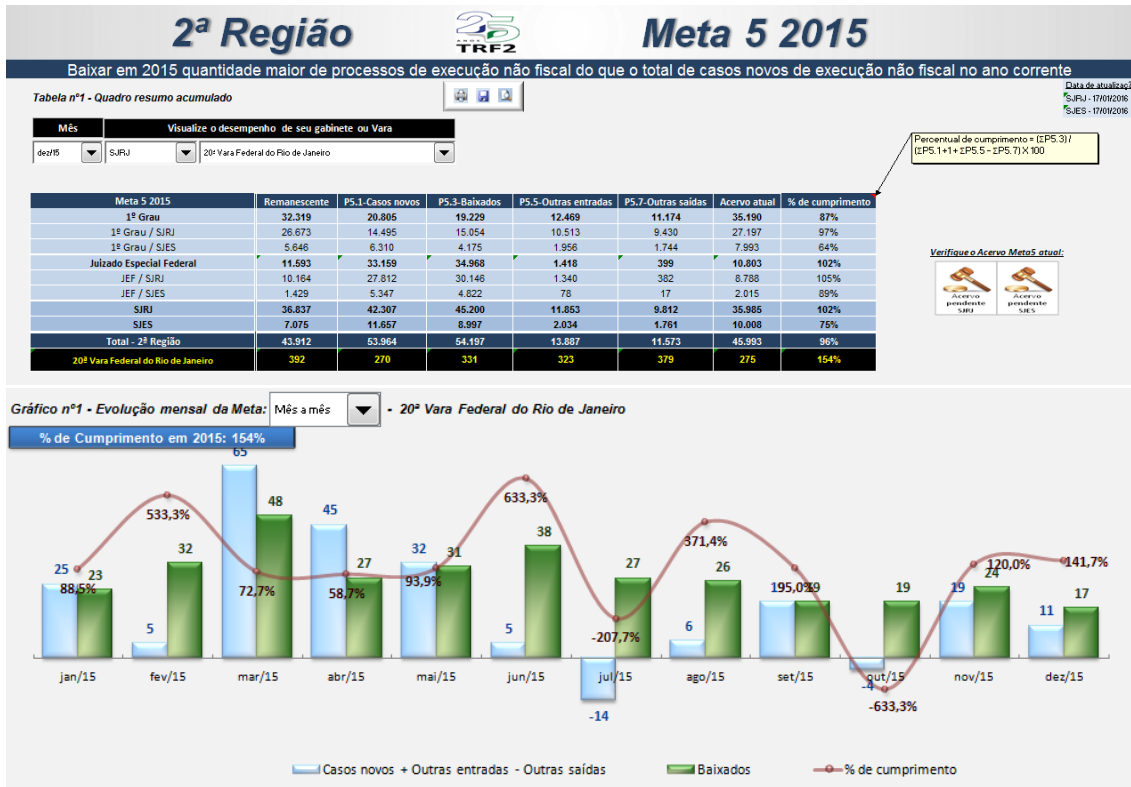 2ª Região
25
ANOS
TRF2
Meta 5 2015
Baixar em 2015 quantidade maior de processos de execução não fiscal do que o total de casos novos de execução não fiscal no ano corrente
Tabela nº1 - Quadro resumo acumulado
Data de atualizaçã
SJRJ - 17/01/2016
SJES - 17/01/2016
Mês Visualize o desempenho de seu gabinete ou Vara
dez/15 SJRJ 20ª Vara Federal do Rio de Janeiro
Percentual de cumprimento = (ΣP5.3) /
(ΣP5.1+1 + ΣP5.5 - ΣP5.7) X 100
Meta 5 2015 Remanescente P5.1-Casos novos P5.3-Baixados P5.5-Outras entradas P5.7-Outras saídas Acervo atual % de cumprimento
1º Grau 32.319 20.805 19.229 12.469 11.174 35.190 87%
1º Grau / SJRJ 26.673 14.495 15.054 10.513 9.430 27.197 97%
1º Grau / SJES 5.646 6.310 4.175 1.956 1.744 7.993 64%
Juizado Especial Federal 11.593 33.159 34.968 1.418 399 10.803 102%
JEF / SJRJ 10.164 27.812 30.146 1.340 382 8.788 105%
JEF / SJES 1.429 5.347 4.822 78 17 2.015 89%
SJRJ 36.837 42.307 45.200 11.853 9.812 35.985 102%
SJES 7.075 11.657 8.997 2.034 1.761 10.008 75%
Total - 2ª Região 43.912 53.964 54.197 13.887 11.573 45.993 96%
20ª Vara Federal do Rio de Janeiro 392 270 331 323 379 275 154%
Verifique o Acervo Meta5 atual:
Acervo pendente SJRJ
Acervo pendente SJES
Gráfico nº1 - Evolução mensal da Meta: Mês a mês - 20ª Vara Federal do Rio de Janeiro
% de Cumprimento em 2015: 154%
25 23 88,5%
5 32 533,3%
65 48 72,7%
45 27 58,7%
32 31 93,9%
5 38 633,3%
-14 27 -207,7%
6 26 371,4%
19 19 95,0%
-4 19 -633,3%
19 24 120,0%
11 17 141,7%
jan/15 fev/15 mar/15 abr/15 mai/15 jun/15 jul/15 ago/15 set/15 out/15 nov/15 dez/15
Casos novos + Outras entradas - Outras saídas Baixados % de cumprimento